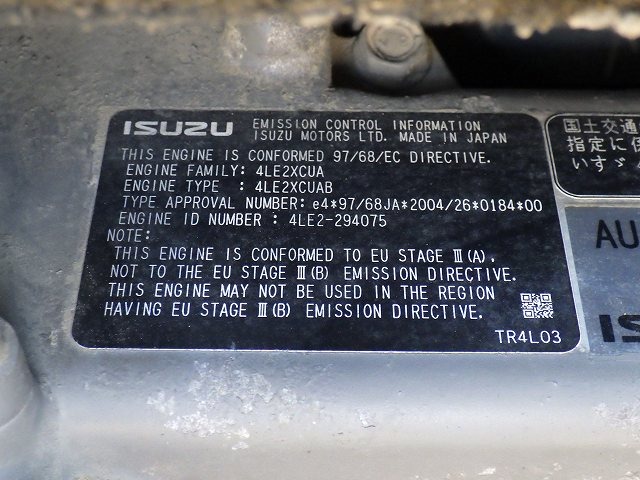 ISUZU
EMISSION CONTROL INFORMATION
ISUZU MOTORS LTD. MADE IN JAPAN
THIS ENGINE IS CONFORMED 97/68/EC DIRECTIVE.
ENGINE FAMILY: 4LE2XCUA
ENGINE TYPE : 4LE2XCUAB
TYPE APPROVAL NUMBER: e4*97/68JA*2004/26*0184*00
ENGINE ID NUMBER : 4LE2-294075
NOTE:
THIS ENGINE IS CONFORMED TO EU STAGE Ⅲ(A),
NOT TO THE EU STAGE Ⅲ(B) EMISSION DIRECTIVE.
THIS ENGINE MAY NOT BE USED IN THE REGION
HAVING EU STAGE Ⅲ(B) EMISSION DIRECTIVE.
TR4L03
国土交通
指定に
いすゞ
AU
IS